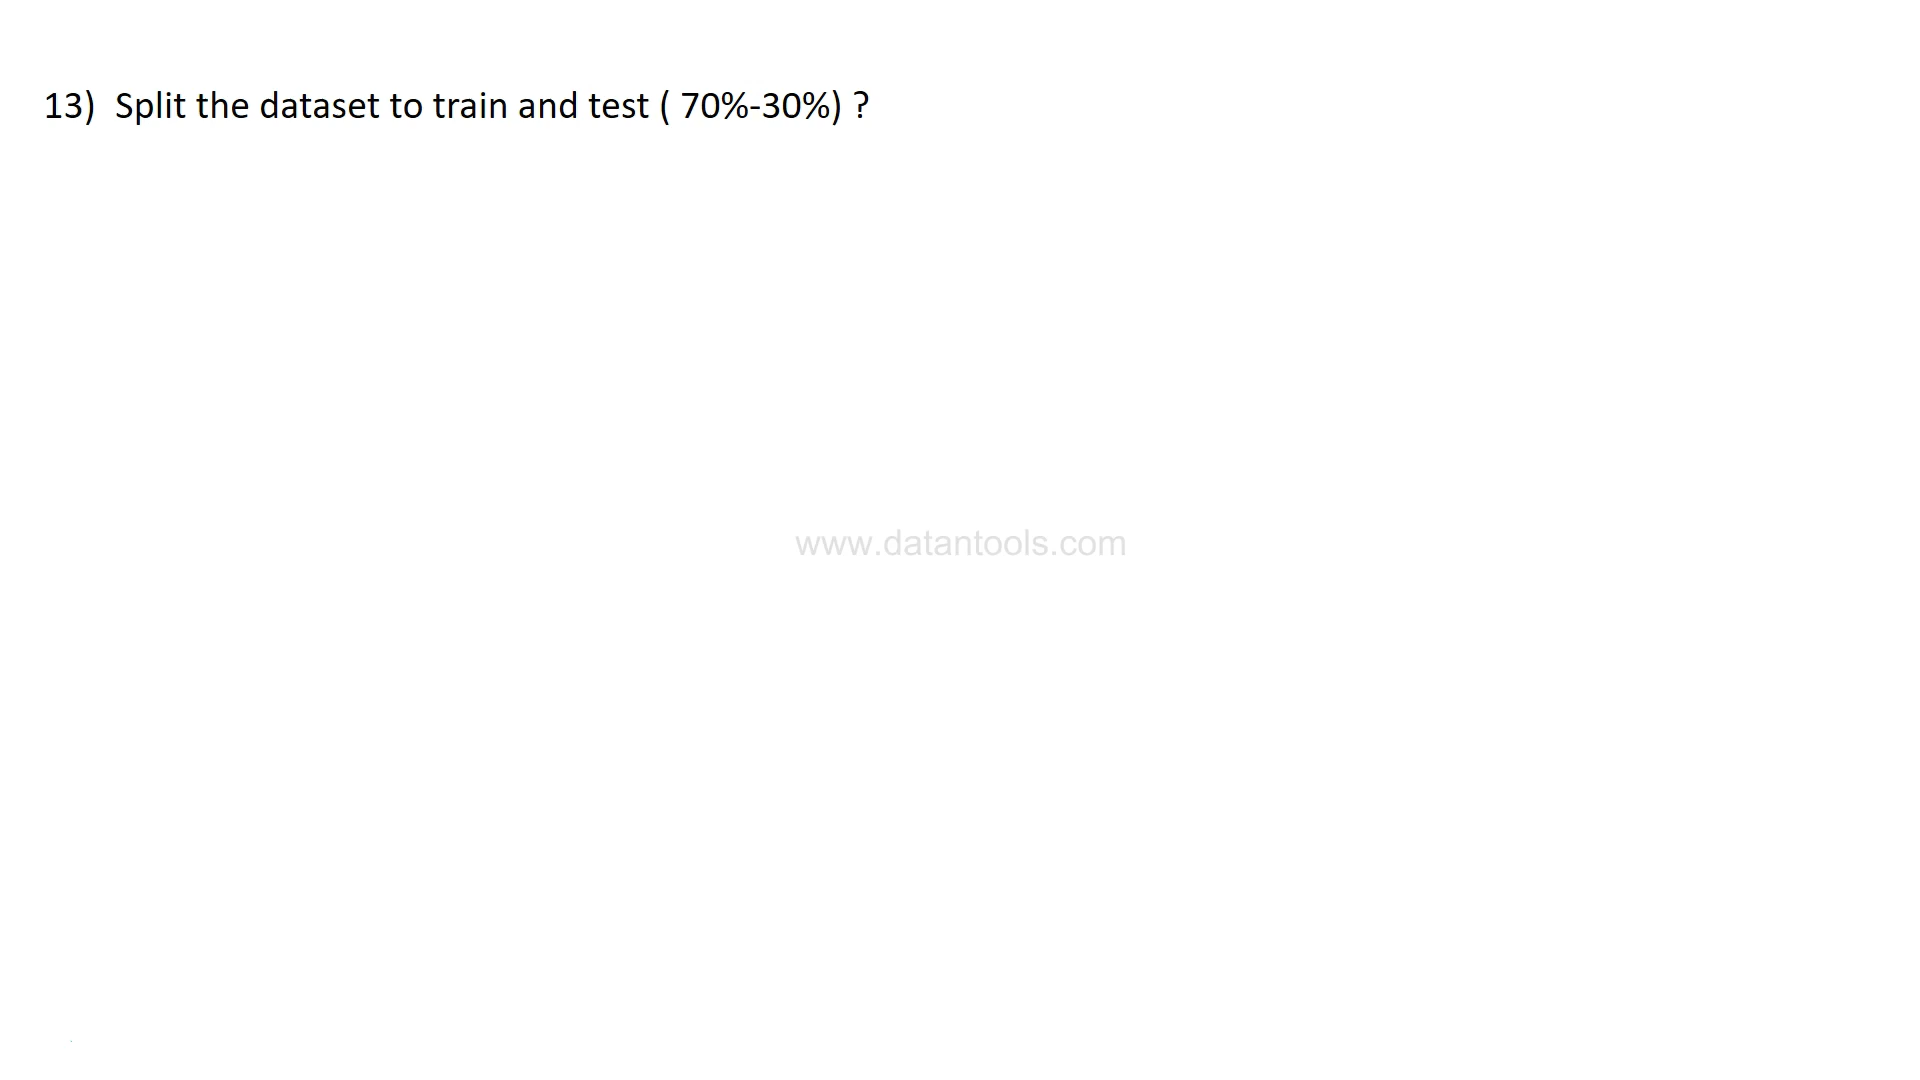 13)  Split the dataset to train and test ( 70%-30%) ?
www.datantools.com